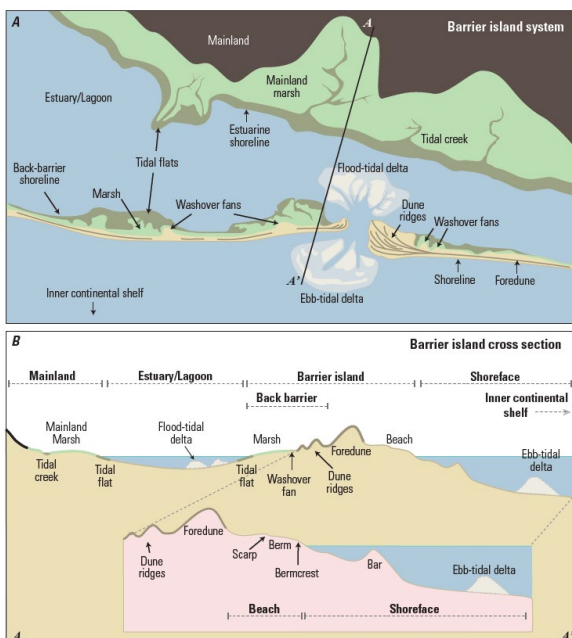 A
A
Barrier island system
Mainland
Estuary/Lagoon
Mainland
marsh
Estuarine
shoreline
Tidal creek
Tidal flats
Back-barrier
shoreline
Marsh
Washover fans
Flood-tidal delta
Dune
ridges
Washover fans
A'
Ebb-tidal delta
Shoreline
Foredune
Inner continental shelf
B
Barrier island cross section
Mainland
Estuary/Lagoon
Barrier island
Shoreface
Back barrier
Inner continental
shelf
Mainland
Marsh
Flood-tidal
delta
Marsh
Foredune
Beach
Tidal
creek
Tidal
flat
Tidal
flat
Washover
fan
Dune
ridges
Ebb-tidal
delta
Foredune
Dune
ridges
Scarp
Berm
Bermcrest
Bar
Ebb-tidal delta
Beach
Shoreface